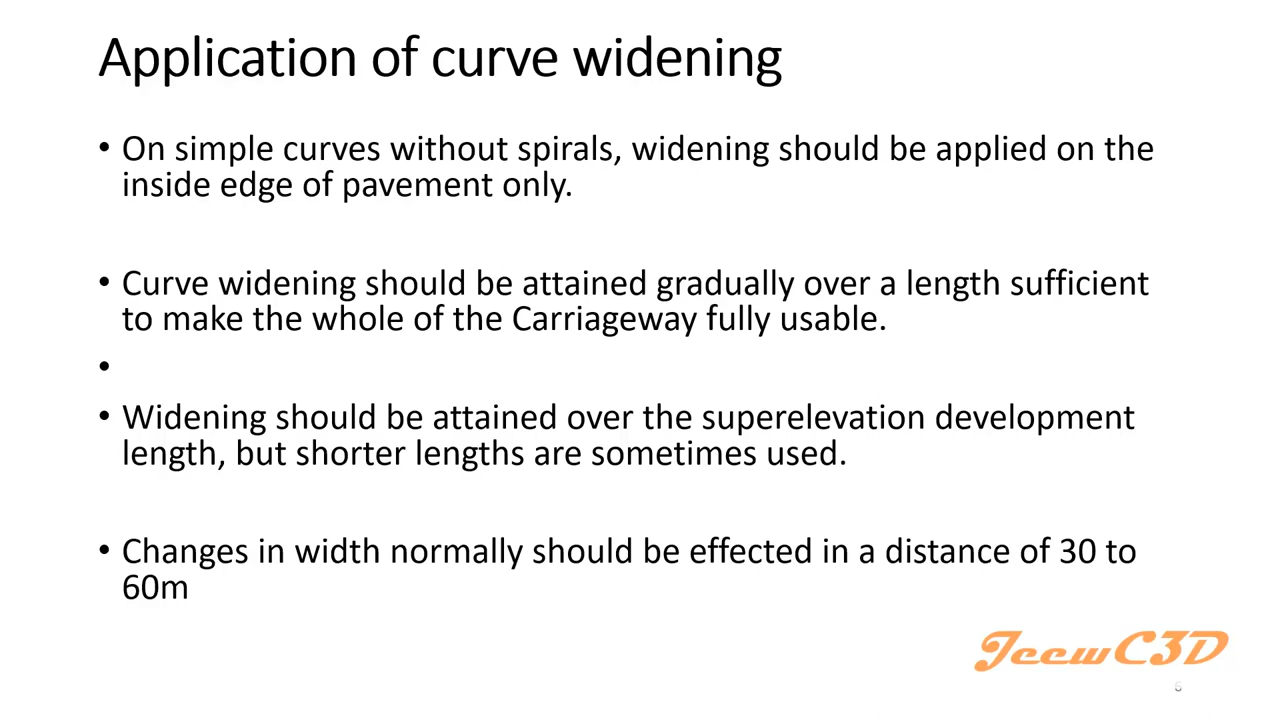 Application of curve widening
• On simple curves without spirals, widening should be applied on the
inside edge of pavement only.
• Curve widening should be attained gradually over a length sufficient
to make the whole of the Carriageway fully usable.
•
• Widening should be attained over the superelevation development
length, but shorter lengths are sometimes used.
• Changes in width normally should be effected in a distance of 30 to
60m
JeewC3D
6